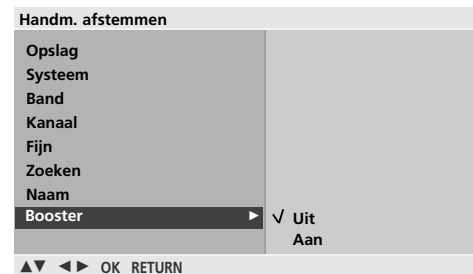 Handm. afstemmen
Opslag
Systeem
Band
Kanaal
Fijn
Zoeken
Naam
Booster ► √ Uit
Aan
▲▼ ◄► OK RETURN